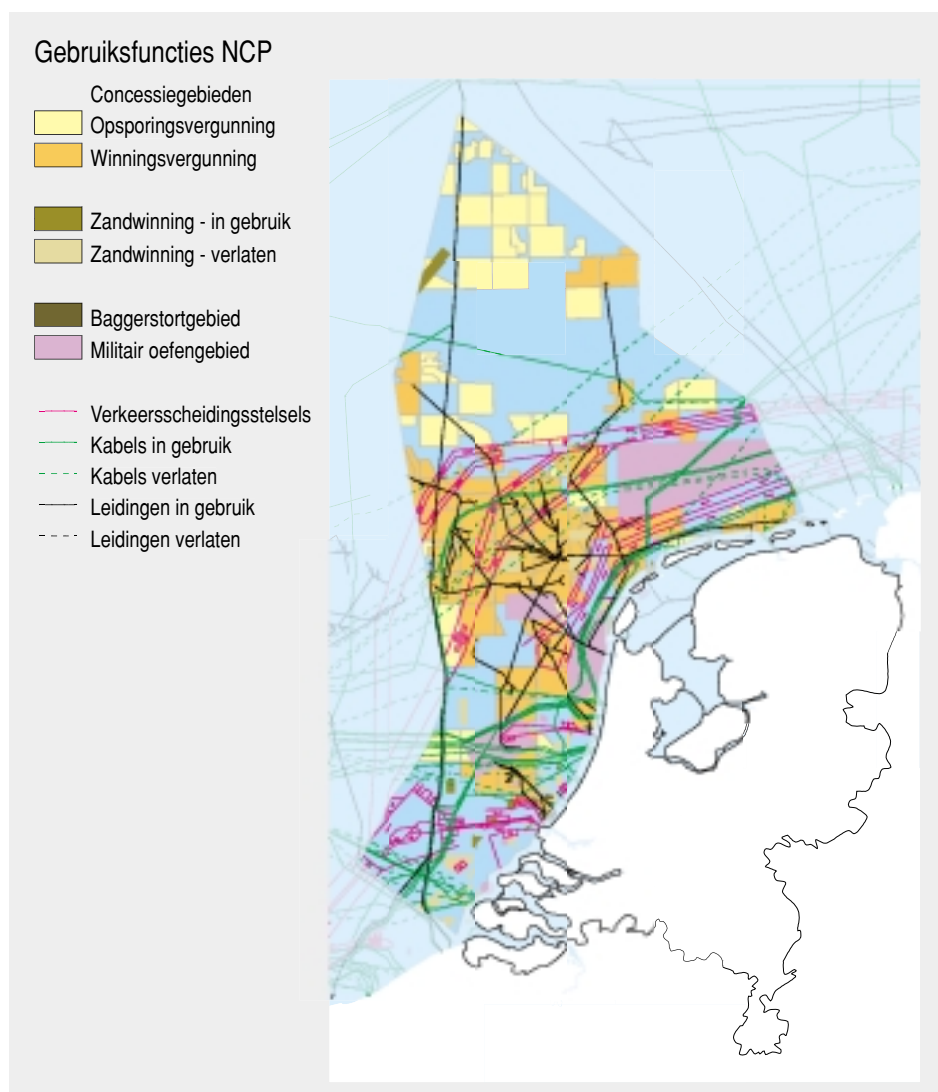 Gebruiksfuncties NCP
Concessiegebieden
Opsporingsvergunning
Winningsvergunning
Zandwinning - in gebruik
Zandwinning - verlaten
Baggerstortgebied
Militair oefengebied
Verkeersscheidingsstelsels
Kabels in gebruik
Kabels verlaten
Leidingen in gebruik
Leidingen verlaten